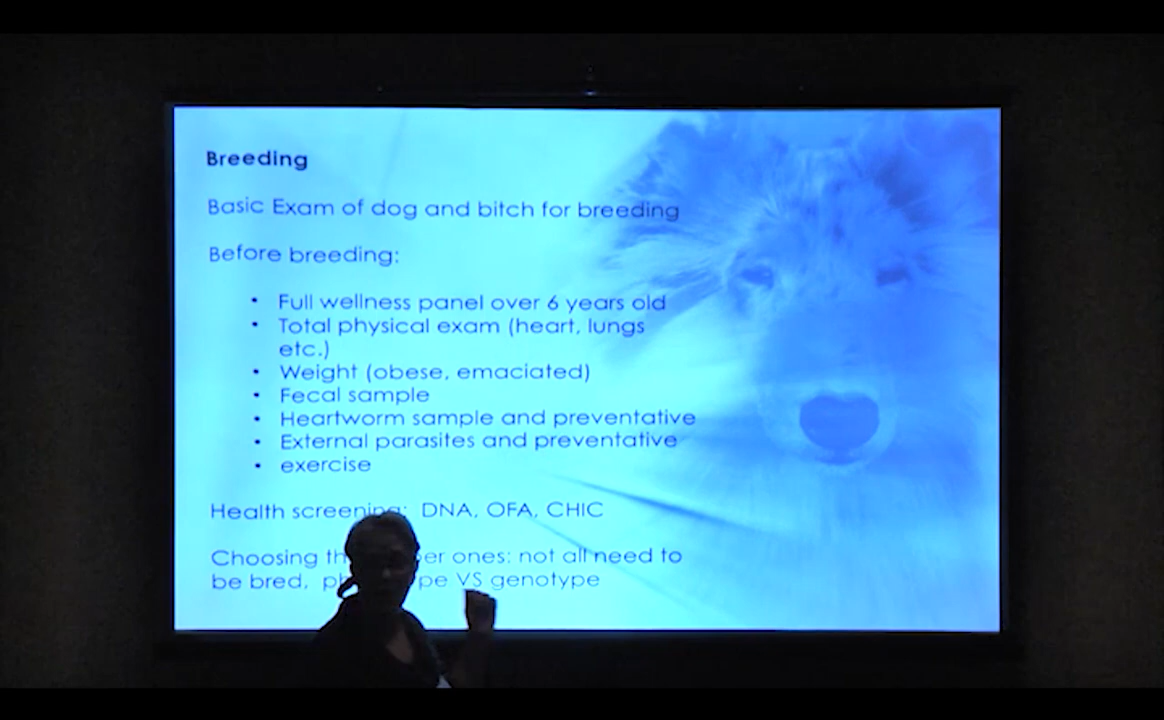 Breeding
Basic Exam of dog and bitch for breeding
Before breeding:
• Full wellness panel over 6 years old
• Total physical exam (heart, lungs
etc.)
• Weight (obese, emaciated)
• Fecal sample
• Heartworm sample and preventative
• External parasites and preventative
• exercise
Health screening: DNA, OFA, CHIC
Choosing ones: not all need to
be bred, VS genotype